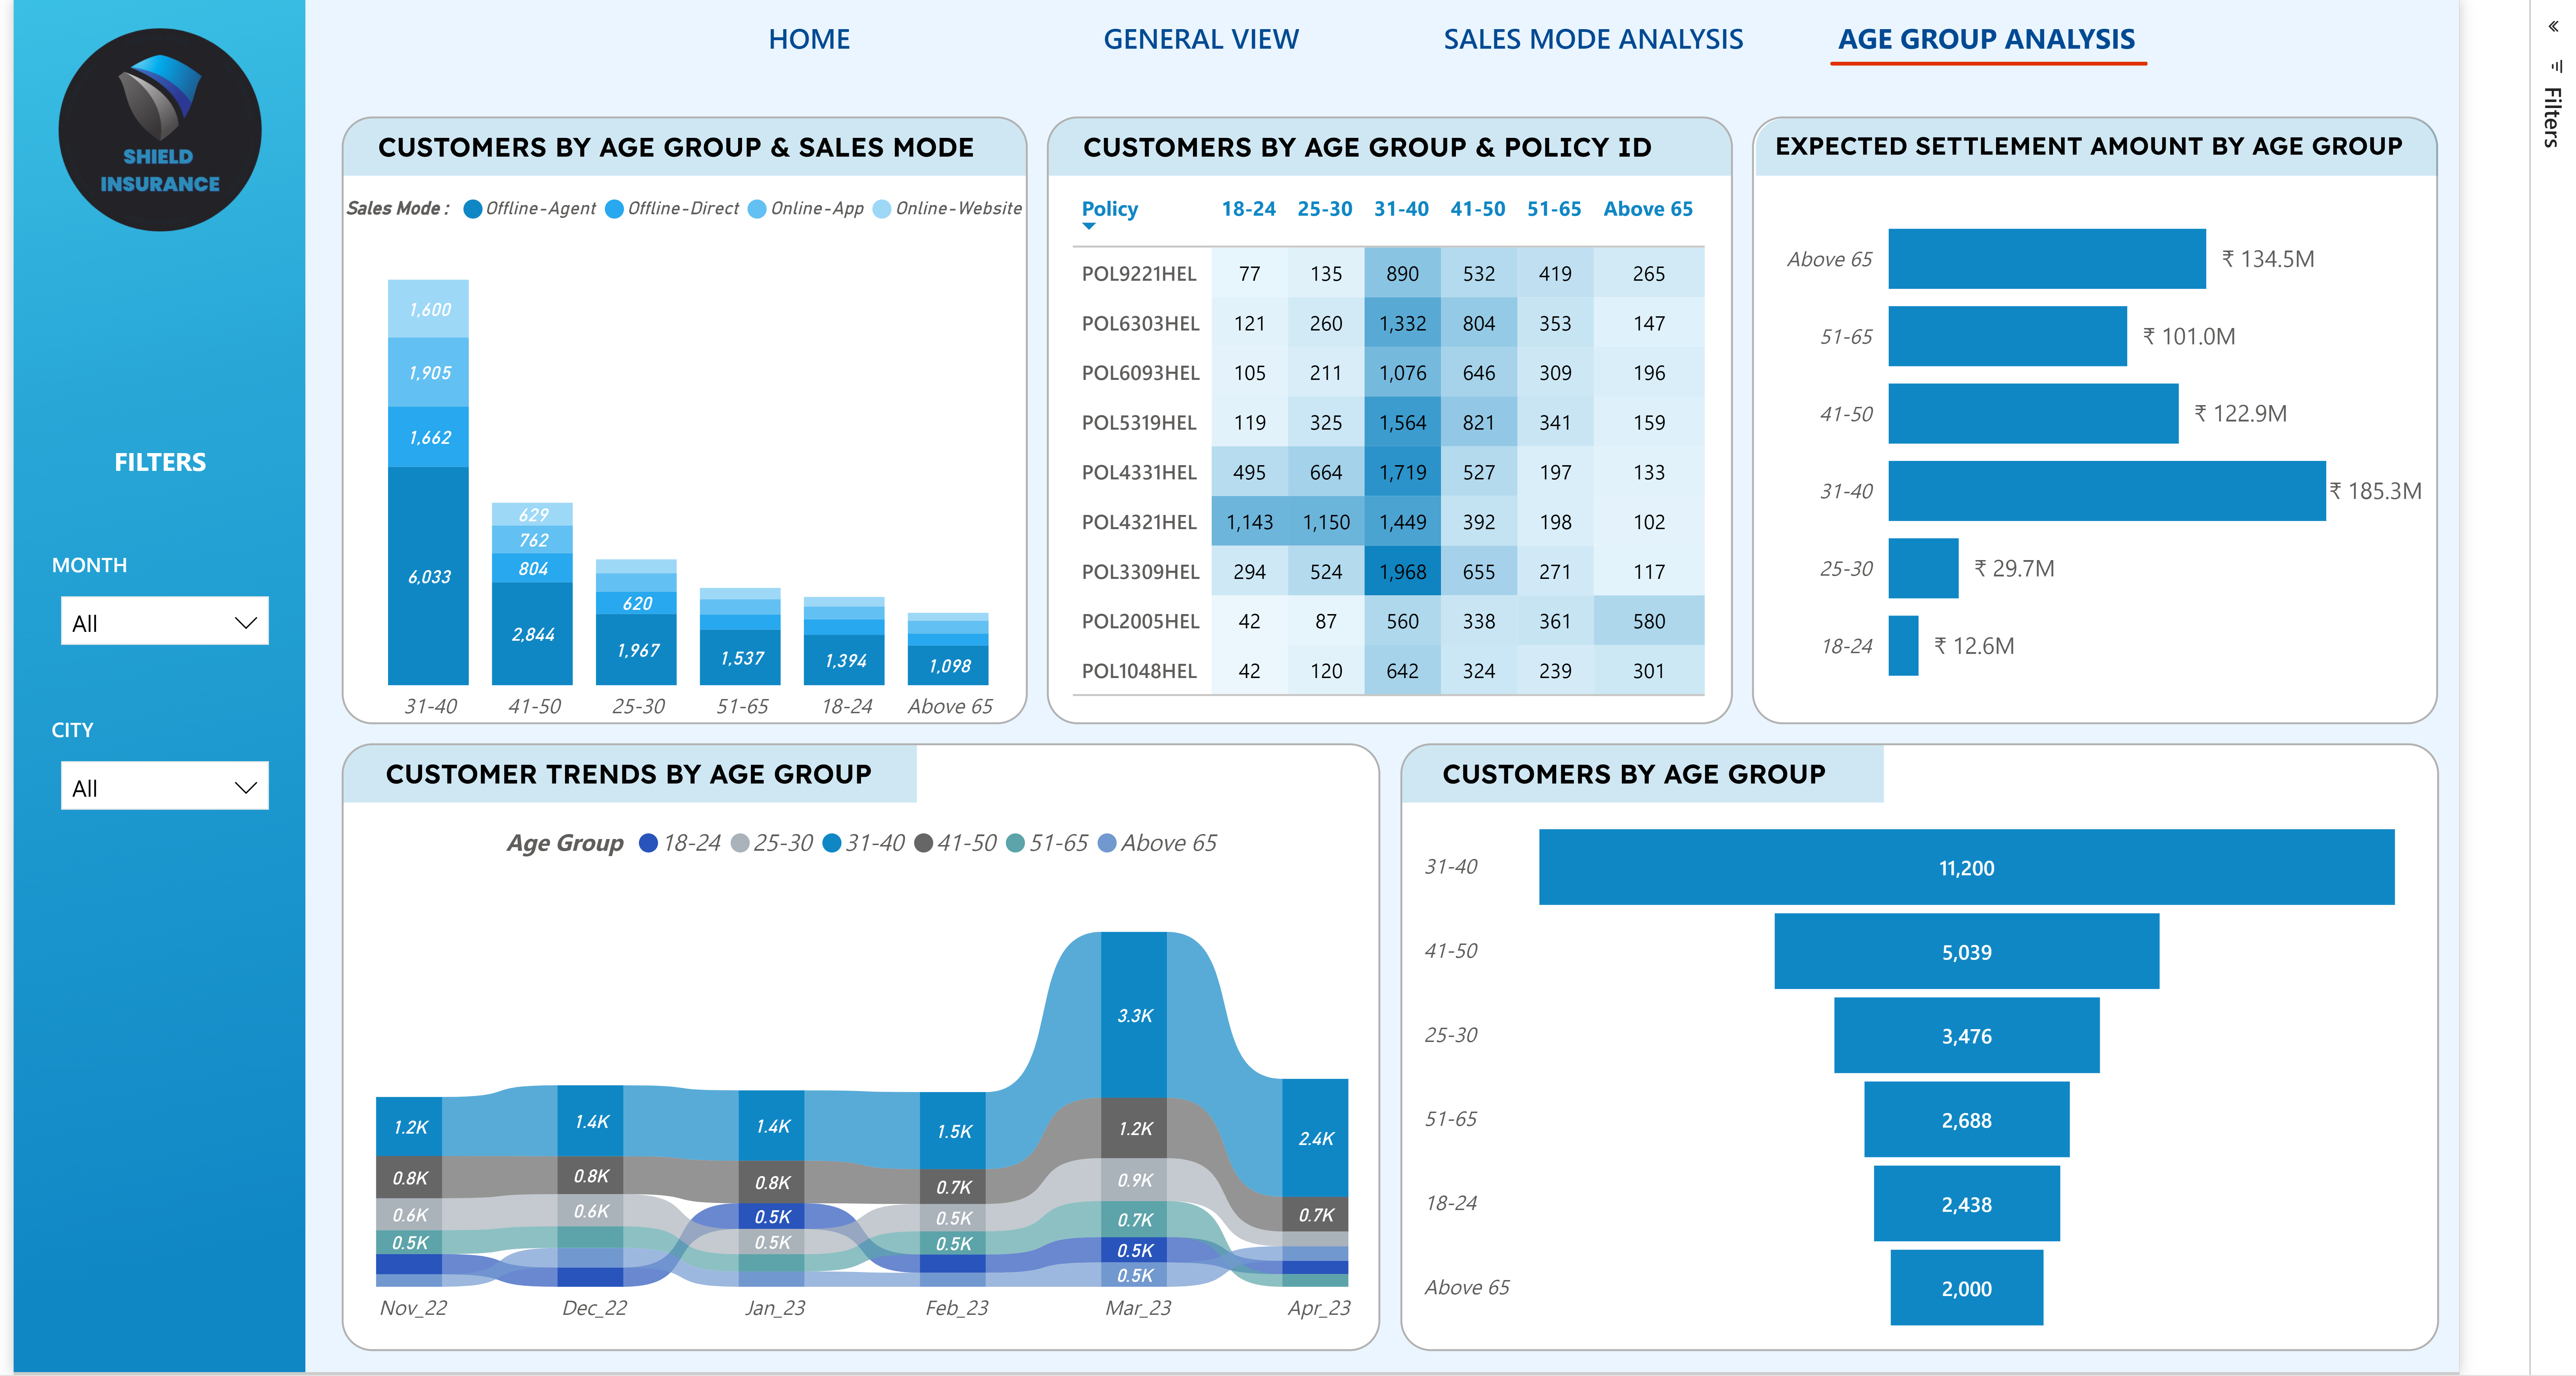 SHIELD
INSURANCE
FILTERS
MONTH
All
CITY
All
HOME GENERAL VIEW SALES MODE ANALYSIS AGE GROUP ANALYSIS
CUSTOMERS BY AGE GROUP & SALES MODE
Sales Mode : Offline-Agent Offline-Direct Online-App Online-Website
1,600
1,905
1,662
6,033
629
762
804
2,844
620
1,967
1,537
1,394
1,098
31-40 41-50 25-30 51-65 18-24 Above 65
CUSTOMERS BY AGE GROUP & POLICY ID
Policy 18-24 25-30 31-40 41-50 51-65 Above 65
POL9221HEL 77 135 890 532 419 265
POL6303HEL 121 260 1,332 804 353 147
POL6093HEL 105 211 1,076 646 309 196
POL5319HEL 119 325 1,564 821 341 159
POL4331HEL 495 664 1,719 527 197 133
POL4321HEL 1,143 1,150 1,449 392 198 102
POL3309HEL 294 524 1,968 655 271 117
POL2005HEL 42 87 560 338 361 580
POL1048HEL 42 120 642 324 239 301
EXPECTED SETTLEMENT AMOUNT BY AGE GROUP
Above 65 ₹ 134.5M
51-65 ₹ 101.0M
41-50 ₹ 122.9M
31-40 ₹ 185.3M
25-30 ₹ 29.7M
18-24 ₹ 12.6M
CUSTOMER TRENDS BY AGE GROUP
Age Group 18-24 25-30 31-40 41-50 51-65 Above 65
1.2K
0.8K
0.6K
0.5K
1.4K
0.8K
0.6K
1.4K
0.8K
0.5K
0.5K
1.5K
0.7K
0.5K
0.5K
3.3K
1.2K
0.9K
0.7K
0.5K
0.5K
2.4K
0.7K
Nov_22 Dec_22 Jan_23 Feb_23 Mar_23 Apr_23
CUSTOMERS BY AGE GROUP
31-40 11,200
41-50 5,039
25-30 3,476
51-65 2,688
18-24 2,438
Above 65 2,000
Filters